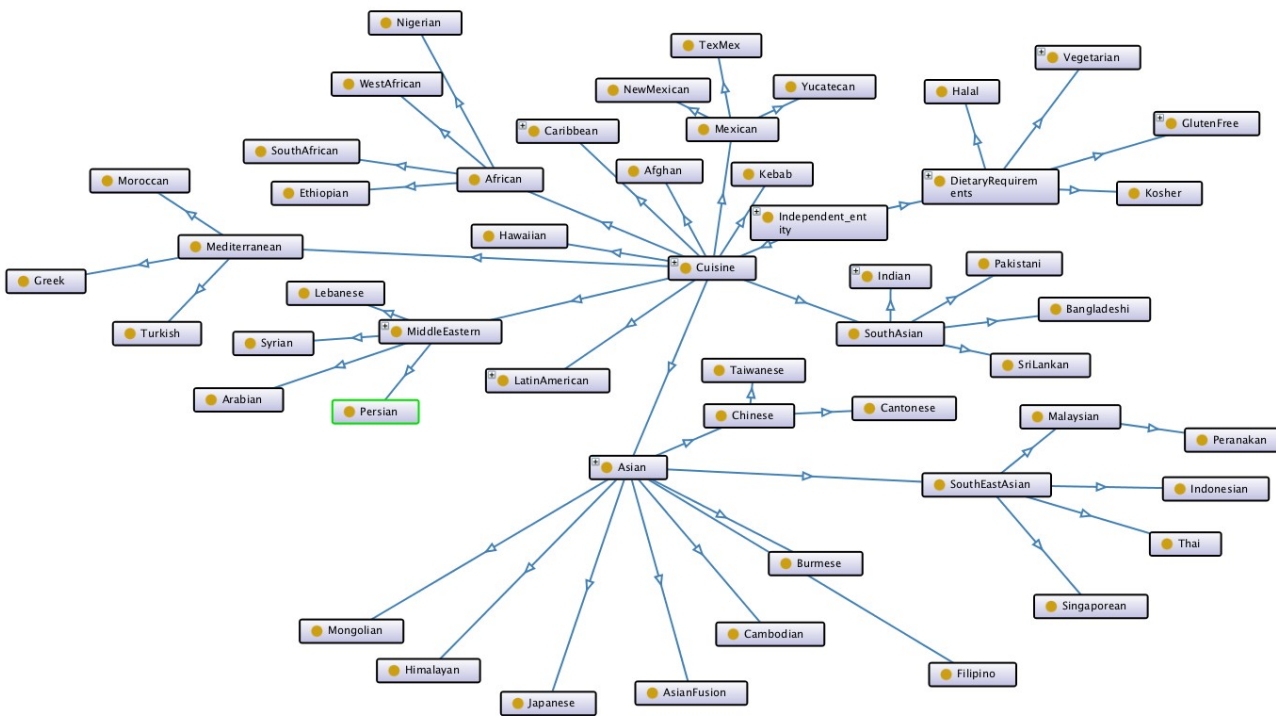 Nigerian
TexMex
Vegetarian
WestAfrican
NewMexican
Yucatecan
Halal
Caribbean
Mexican
GlutenFree
SouthAfrican
Afghan
Kebab
Moroccan
Ethiopian
African
DietaryRequirem
ents
Kosher
Independent_ent
ity
Mediterranean
Hawaiian
Cuisine
Greek
Indian
Pakistani
Lebanese
Bangladeshi
Turkish
Syrian
MiddleEastern
SouthAsian
SriLankan
Taiwanese
LatinAmerican
Arabian
Persian
Chinese
Cantonese
Malaysian
Peranakan
Asian
SouthEastAsian
Indonesian
Thai
Burmese
Singaporean
Mongolian
Cambodian
Himalayan
Filipino
Japanese
AsianFusion